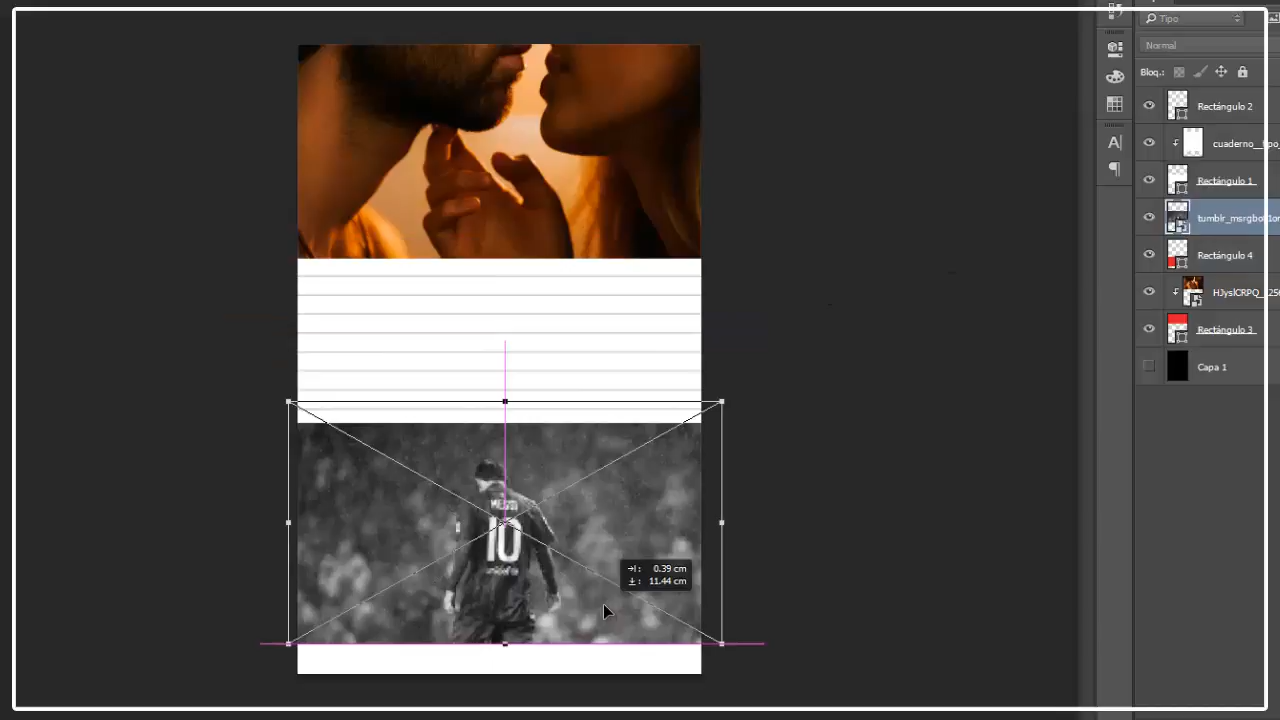 Tipo
Normal
Bloq.:
Rectángulo 2
Rectángulo 1
Rectángulo 4
Rectángulo 3
Capa 1
MESSI
10
0.39 cm
11.44 cm